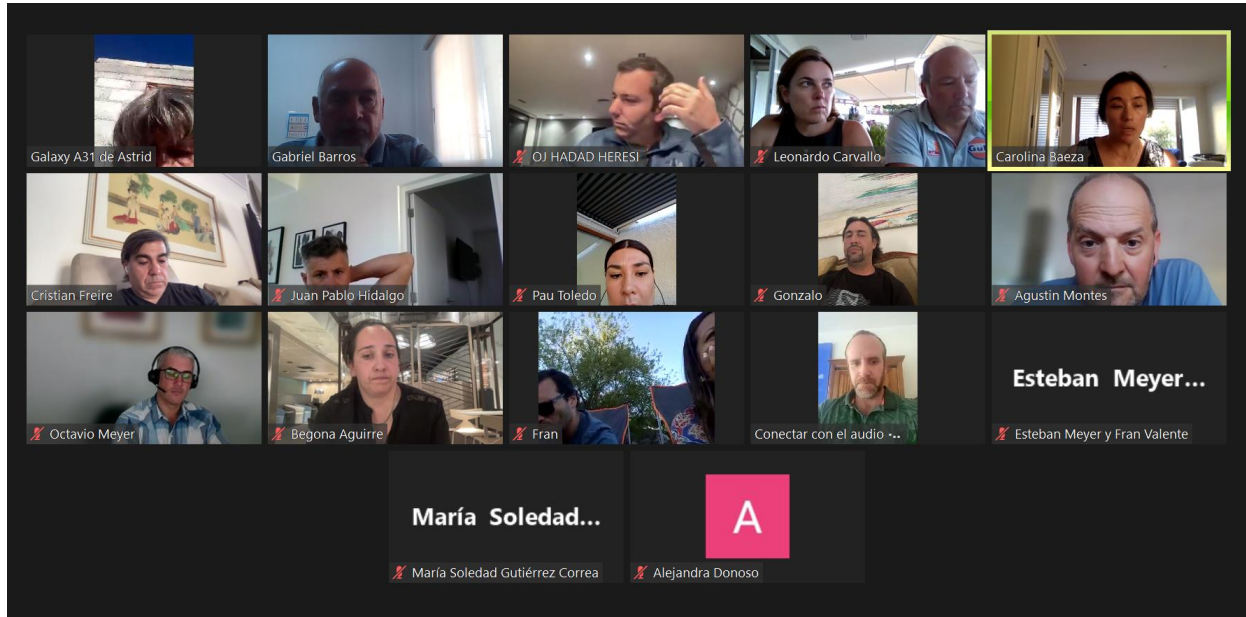 Galaxy A31 de Astrid
Gabriel Barros
OJ HADAD HERESI
Leonardo Carvallo
Gulf
Carolina Baeza
Cristian Freire
Juan Pablo Hidalgo
Pau Toledo
Gonzalo
Agustin Montes
Octavio Meyer
Begona Aguirre
Fran
Conectar con el audio •..
Esteban Meyer...
Esteban Meyer y Fran Valente
María Soledad...
María Soledad Gutiérrez Correa
A
Alejandra Donoso